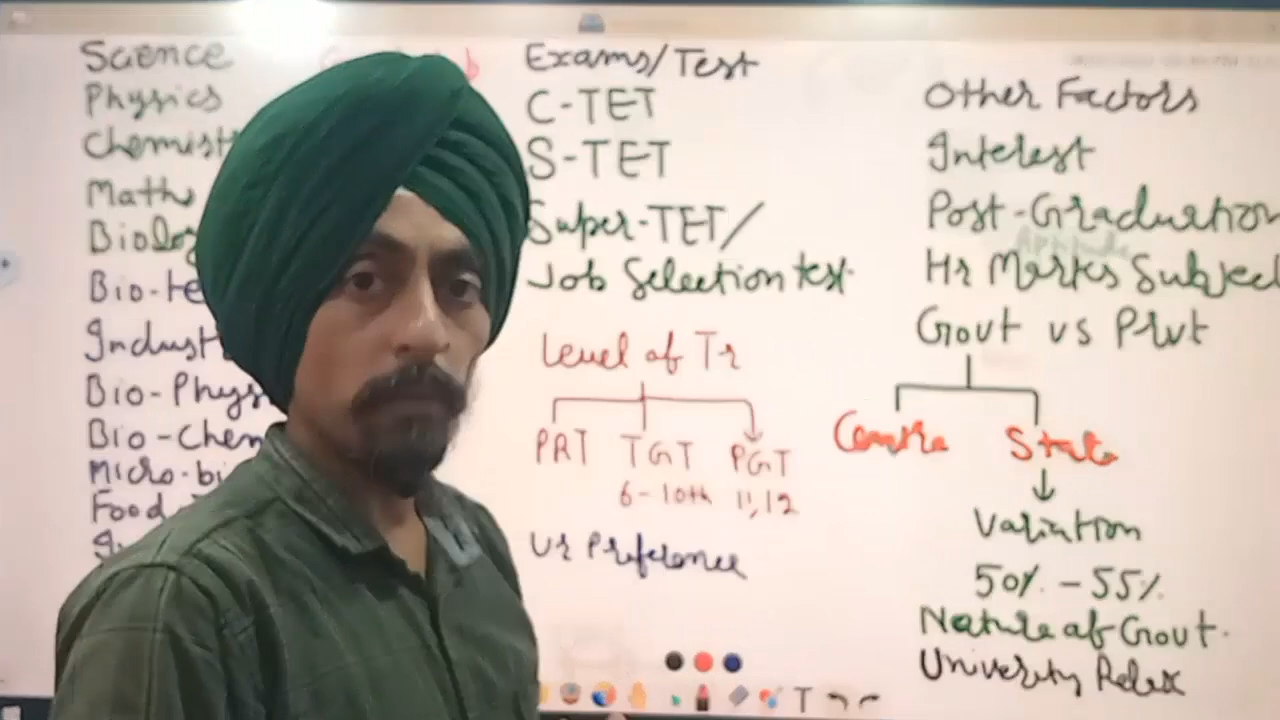 Science
Physics
Chemist
Maths
Biolog
Bio-te
Indust
Bio-Phys
Bio-Chem
Micro-bi
Food
Exams/Test
C-TET
S-TET
Super-TET/
Job Selection test
Level of Tr
PRT TGT PGT
6-10th 11,12
Ur Preference
Other Factors
Interest
Post-Graduation
Hr Marks Subject
Govt vs Prvt
Centre State
Variation
50% - 55%
Nature of Govt.
University Relax
T